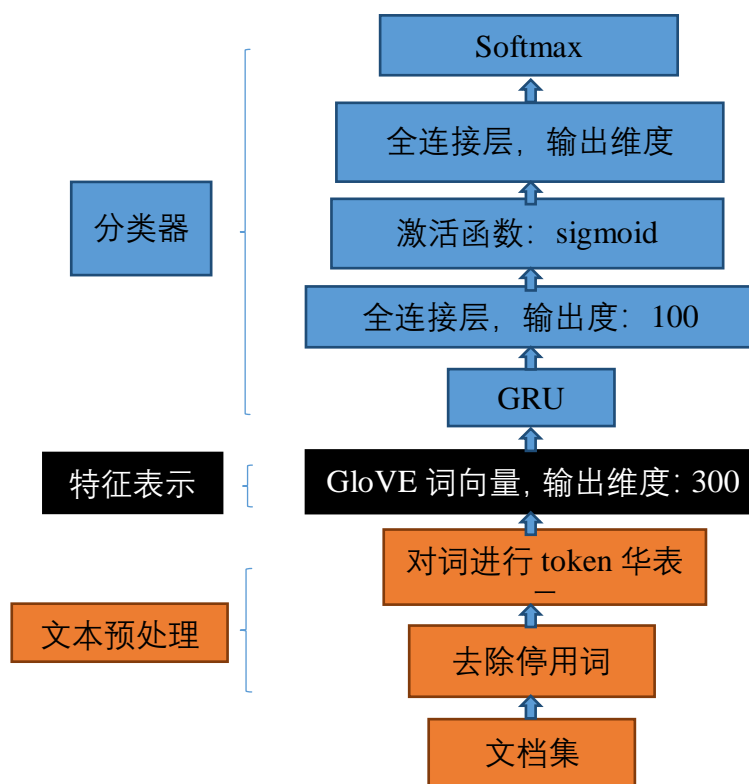 Softmax
全连接层，输出维度
分类器
激活函数：sigmoid
全连接层，输出度：100
GRU
特征表示
GloVE 词向量, 输出维度: 300
对词进行 token 华表
文本预处理
去除停用词
文档集